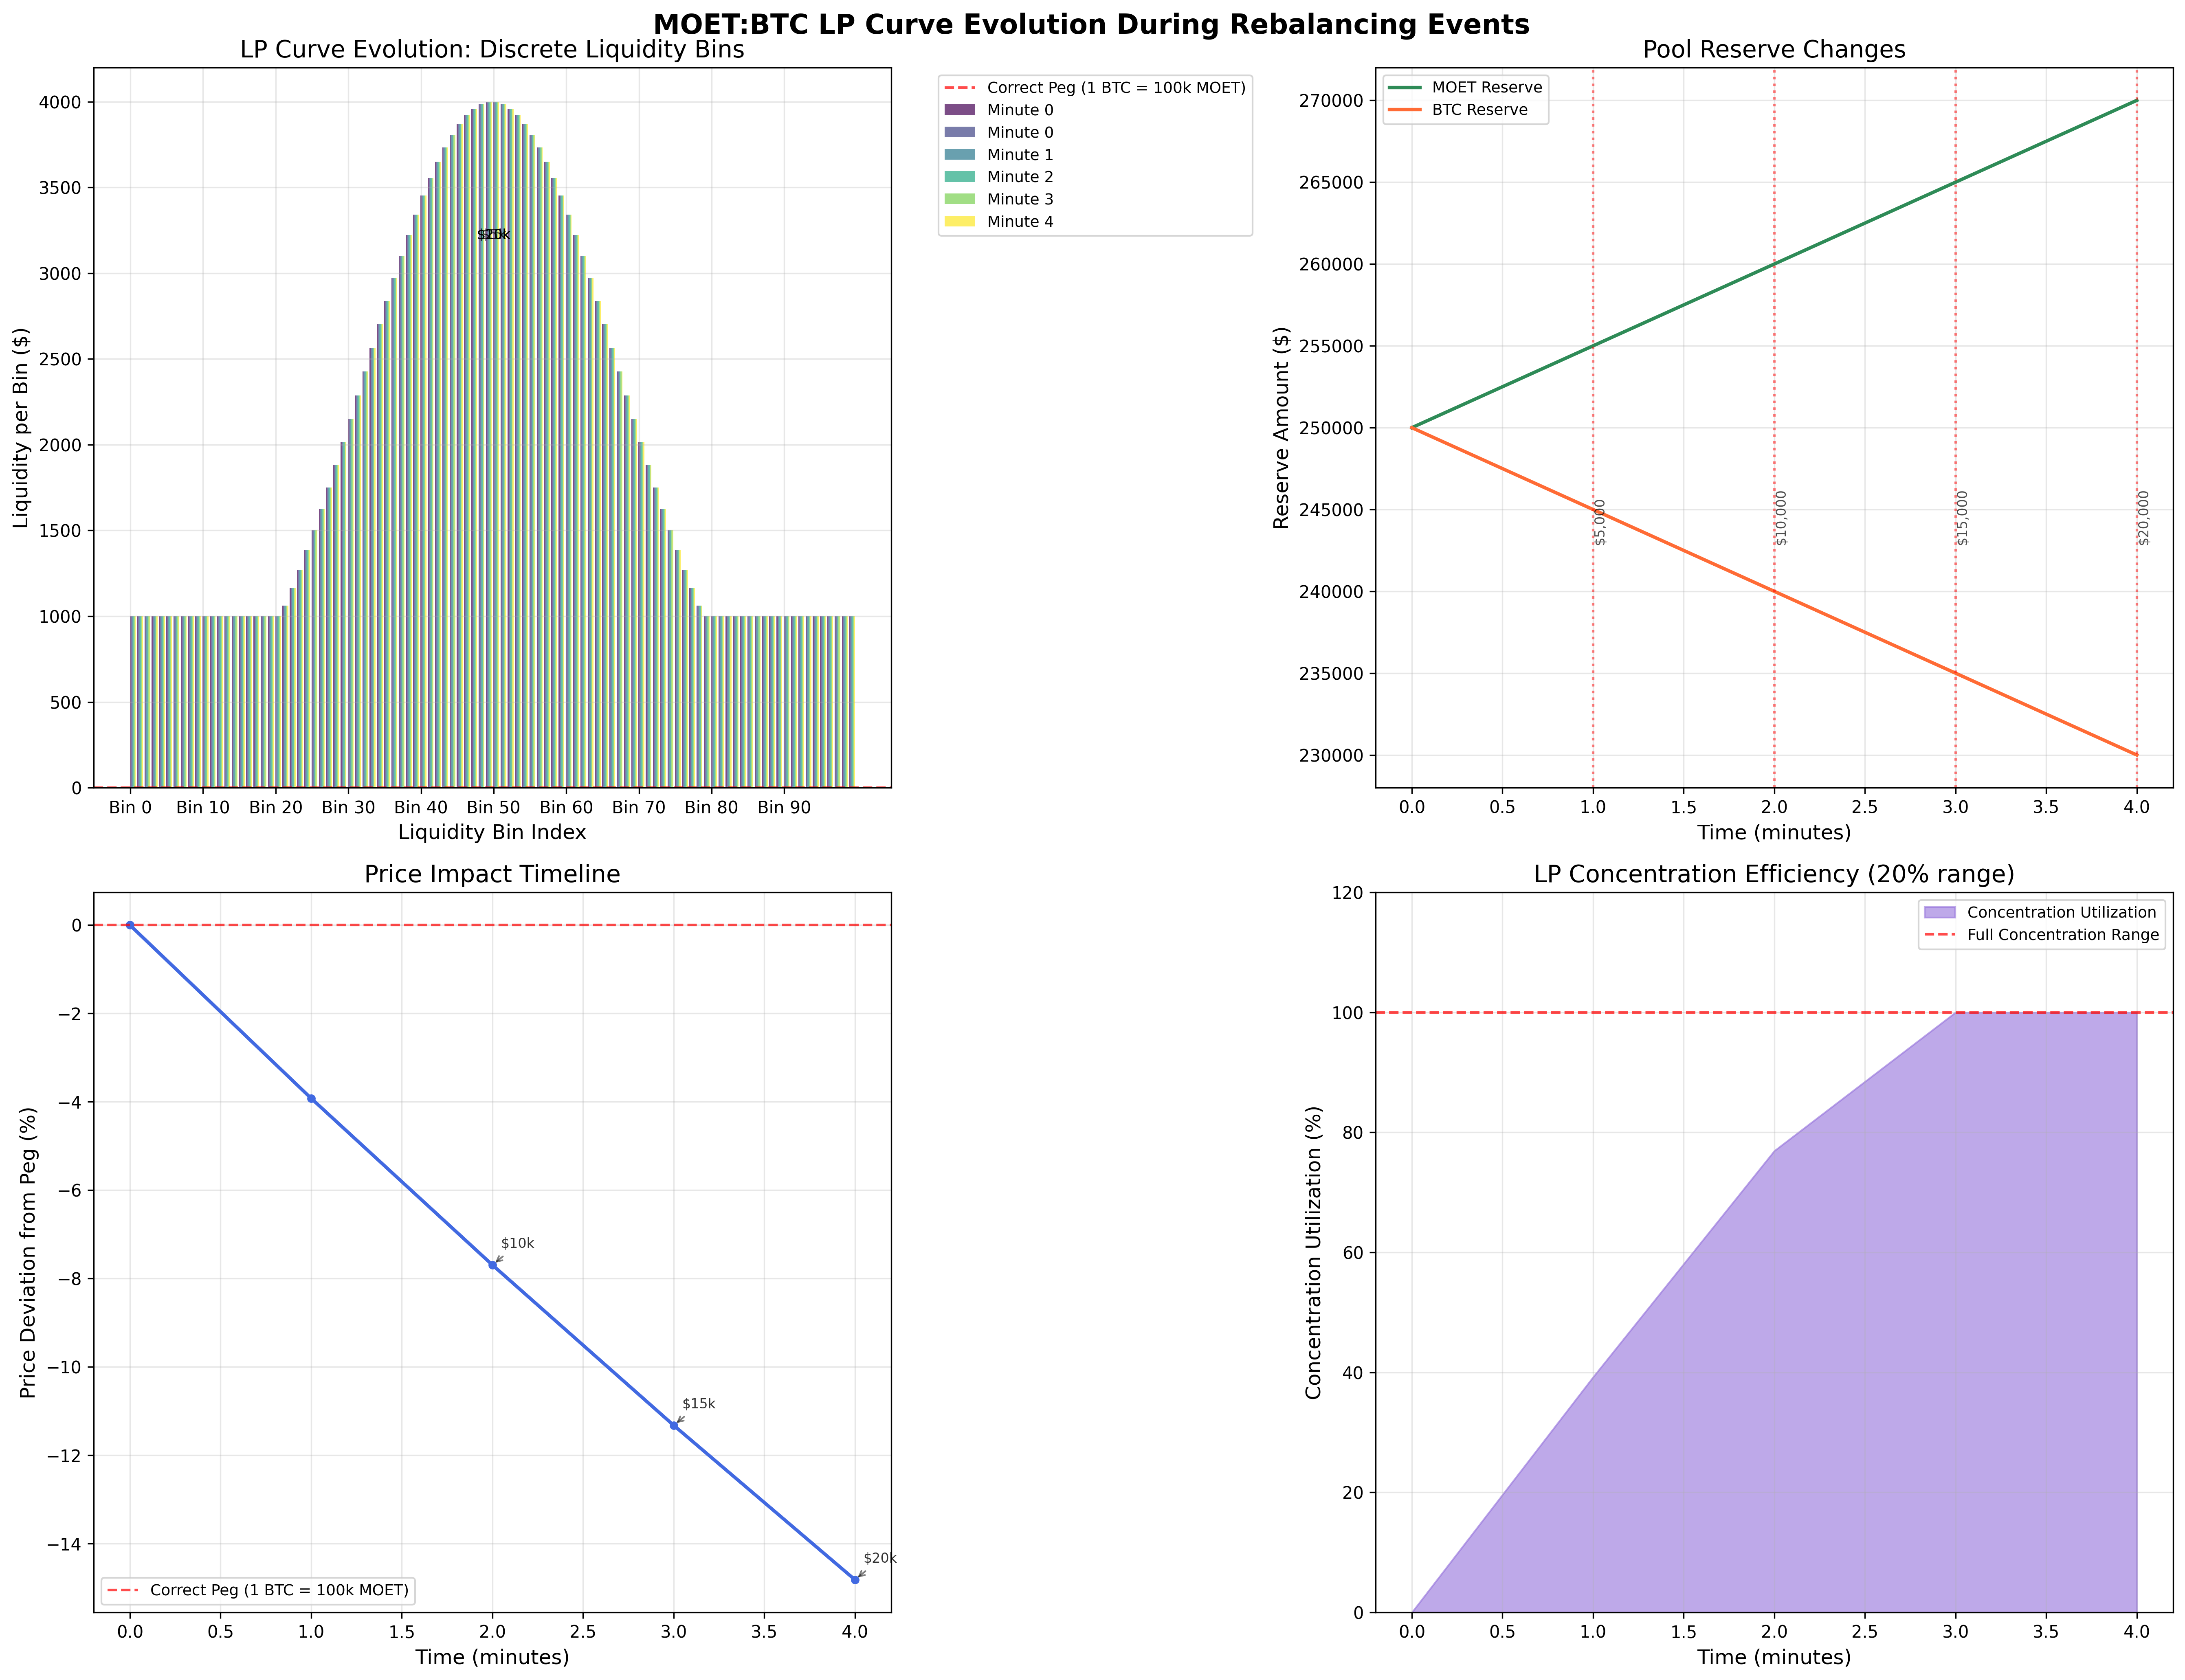 MOET:BTC LP Curve Evolution During Rebalancing Events
LP Curve Evolution: Discrete Liquidity Bins
Liquidity per Bin ($)
4000
3500
3000
2500
2000
1500
1000
500
0
Bin 0 Bin 10 Bin 20 Bin 30 Bin 40 Bin 50 Bin 60 Bin 70 Bin 80 Bin 90
Liquidity Bin Index
Correct Peg (1 BTC = 100k MOET)
Minute 0
Minute 0
Minute 1
Minute 2
Minute 3
Minute 4
Pool Reserve Changes
MOET Reserve
BTC Reserve
Reserve Amount ($)
270000
265000
260000
255000
250000
245000
240000
235000
230000
$5,000
$10,000
$15,000
$20,000
0.0 0.5 1.0 1.5 2.0 2.5 3.0 3.5 4.0
Time (minutes)
Price Impact Timeline
Price Deviation from Peg (%)
0
−2
−4
−6
−8
−10
−12
−14
$10k
$15k
$20k
Correct Peg (1 BTC = 100k MOET)
0.0 0.5 1.0 1.5 2.0 2.5 3.0 3.5 4.0
Time (minutes)
LP Concentration Efficiency (20% range)
Concentration Utilization
Full Concentration Range
Concentration Utilization (%)
120
100
80
60
40
20
0
0.0 0.5 1.0 1.5 2.0 2.5 3.0 3.5 4.0
Time (minutes)